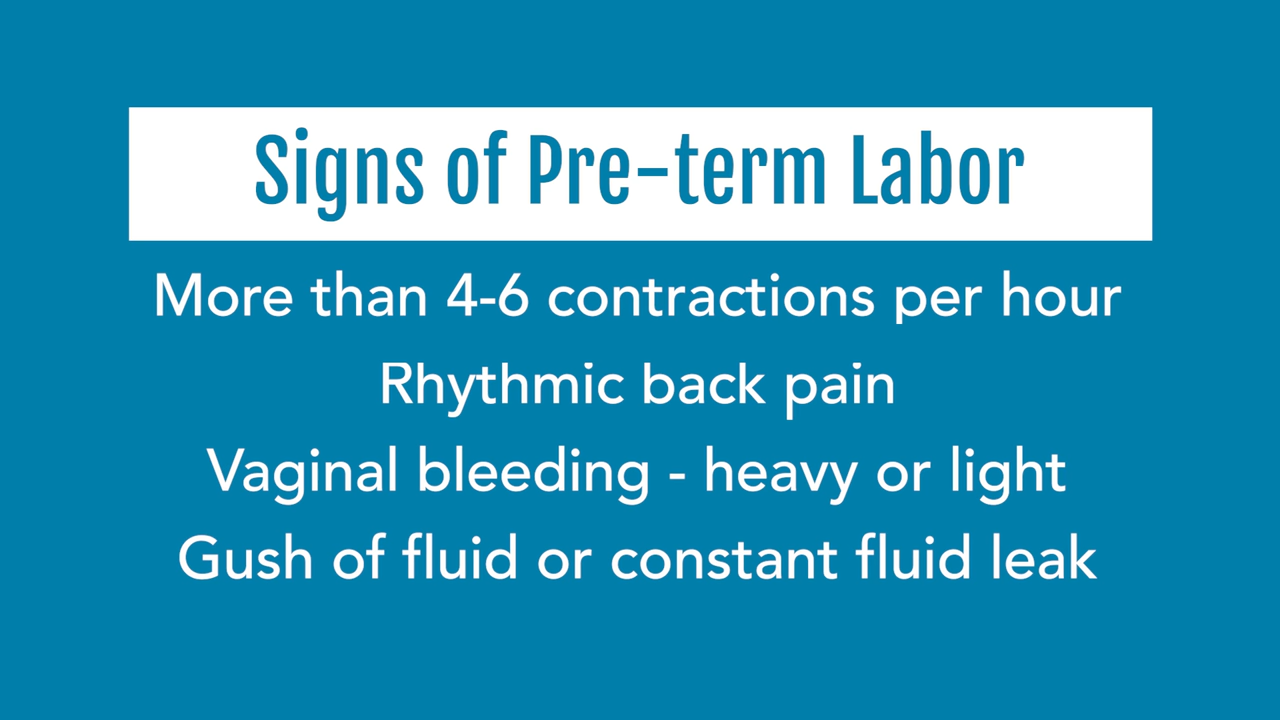 Signs of Pre-term Labor
More than 4-6 contractions per hour
Rhythmic back pain
Vaginal bleeding - heavy or light
Gush of fluid or constant fluid leak